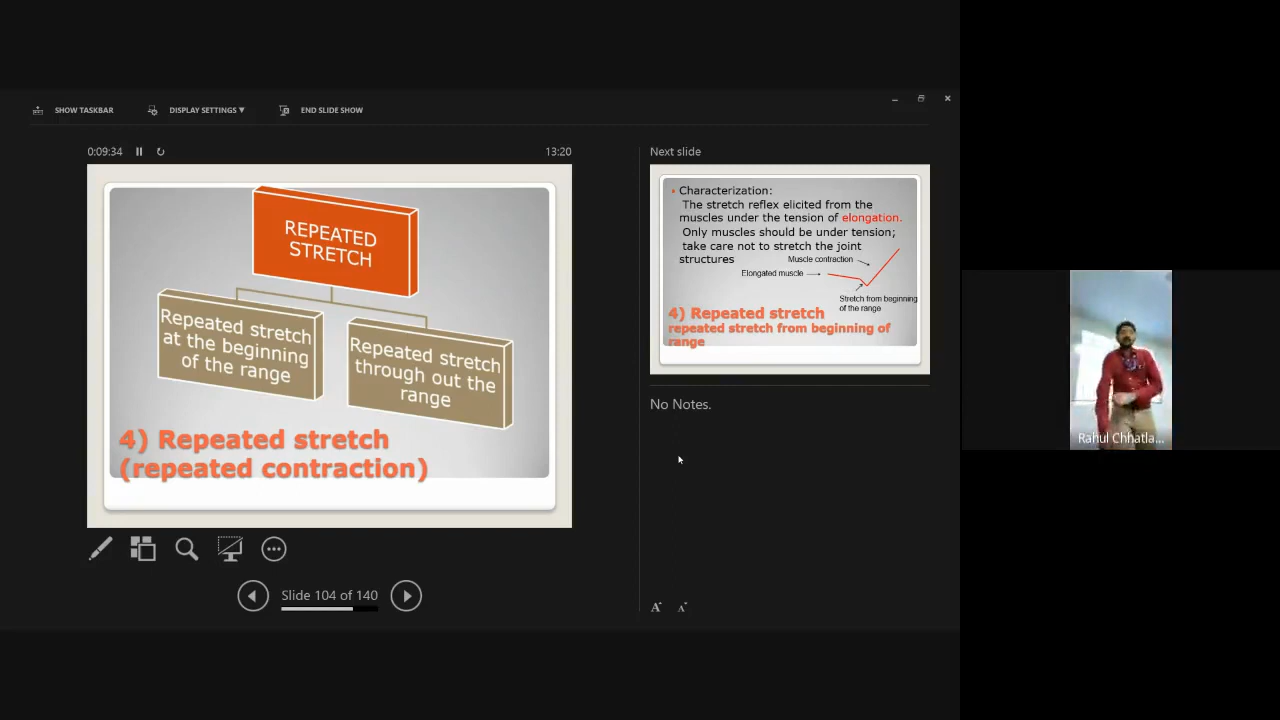 SHOW TASKBAR
DISPLAY SETTINGS ▼
END SLIDE SHOW
0:09:34
13:20
REPEATED
STRETCH
Repeated stretch
at the beginning
of the range
Repeated stretch
through out the
range
4) Repeated stretch
(repeated contraction)
Slide 104 of 140
Next slide
Characterization:
The stretch reflex elicited from the
muscles under the tension of elongation.
Only muscles should be under tension;
take care not to stretch the joint
structures
Muscle contraction
Elongated muscle
Stretch from beginning
of the range
4) Repeated stretch
repeated stretch from beginning of
range
No Notes.
A A
Rahul Chhatla...